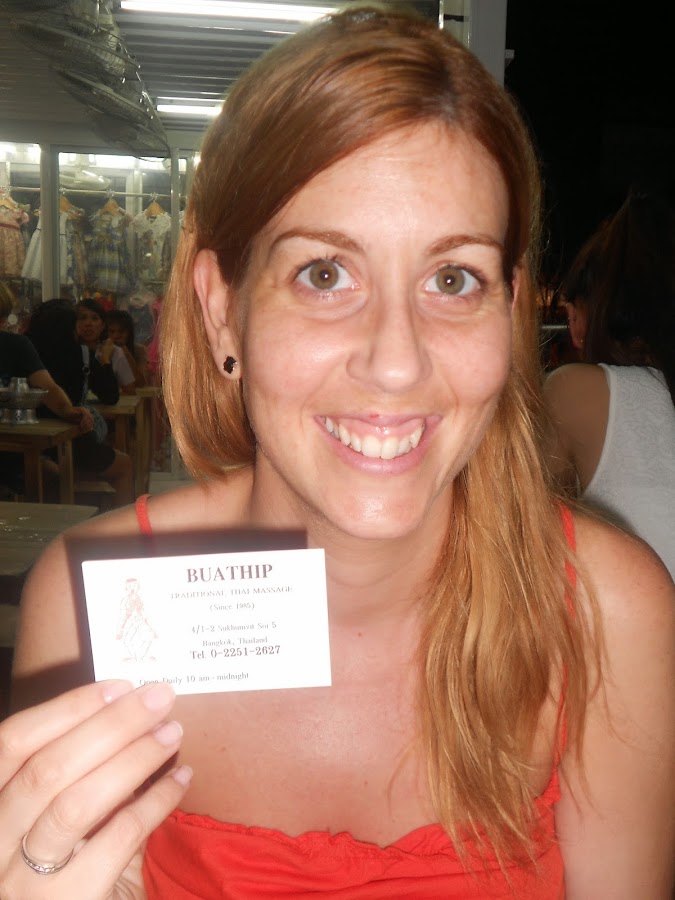 BUATHIP
TRADITIONAL THAI MASSAGE
(Since 1985)
4/1-2 Sukhumvit Soi 5
Bangkok, Thailand
Tel. 0-2251-2627
Open Daily 10 am - midnight